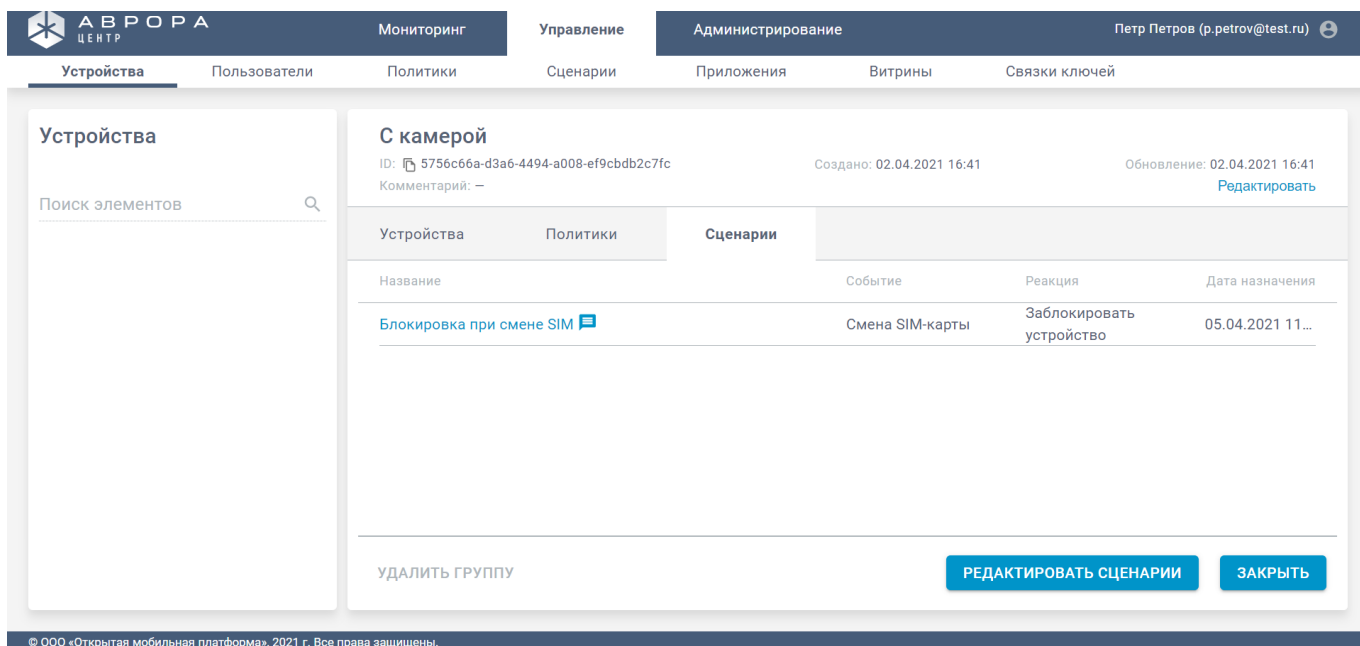 АВРОРА
ЦЕНТР
Мониторинг Управление Администрирование Петр Петров (p.petrov@test.ru)
Устройства Пользователи Политики Сценарии Приложения Витрины Связки ключей
Устройства
Поиск элементов
С камерой
ID: 5756c66a-d3a6-4494-a008-ef9cbdb2c7fc Создано: 02.04.2021 16:41 Обновление: 02.04.2021 16:41
Комментарий: — Редактировать
Устройства Политики Сценарии
Название Событие Реакция Дата назначения
Блокировка при смене SIM Смена SIM-карты Заблокировать устройство 05.04.2021 11...
УДАЛИТЬ ГРУППУ РЕДАКТИРОВАТЬ СЦЕНАРИИ ЗАКРЫТЬ
© ООО «Открытая мобильная платформа», 2021 г. Все права защищены.